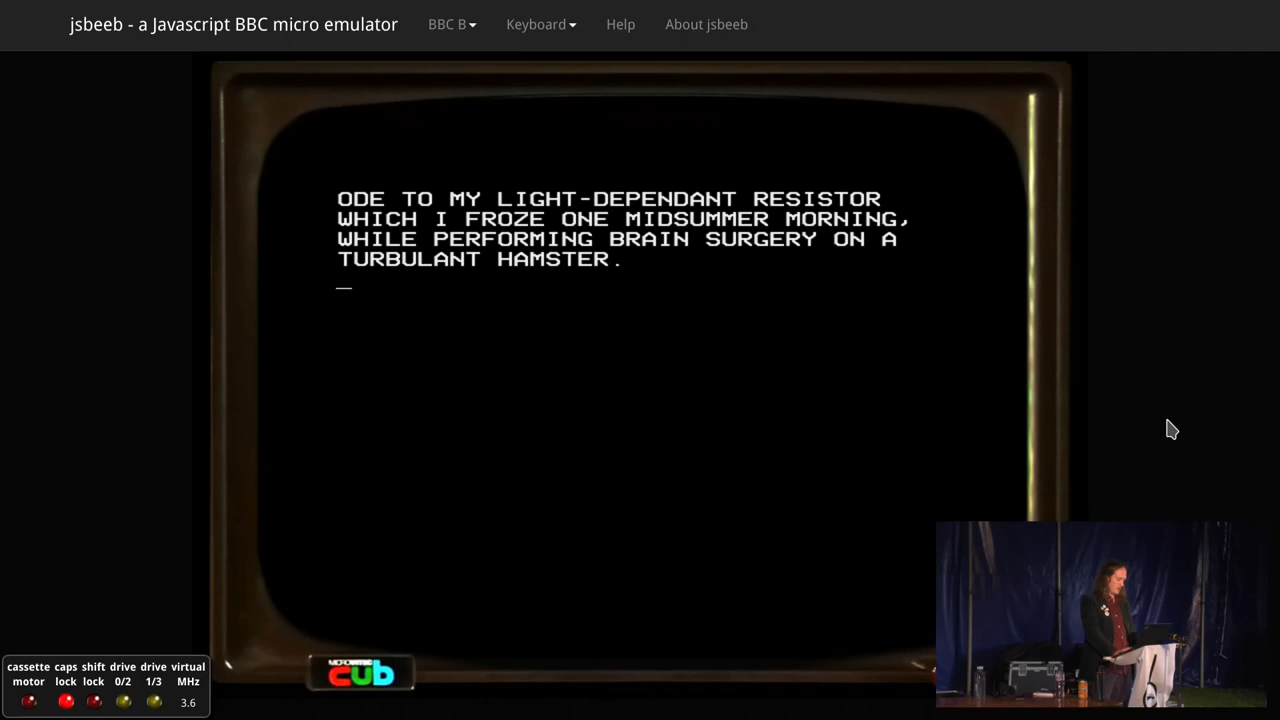 jsbeeb - a Javascript BBC micro emulator
BBC B
Keyboard
Help
About jsbeeb
ODE TO MY LIGHT-DEPENDANT RESISTOR
WHICH I FROZE ONE MIDSUMMER MORNING,
WHILE PERFORMING BRAIN SURGERY ON A
TURBULANT HAMSTER.
_
MICROVITEC
cub
cassette caps shift drive drive virtual
motor lock lock 0/2 1/3 MHz
3.6